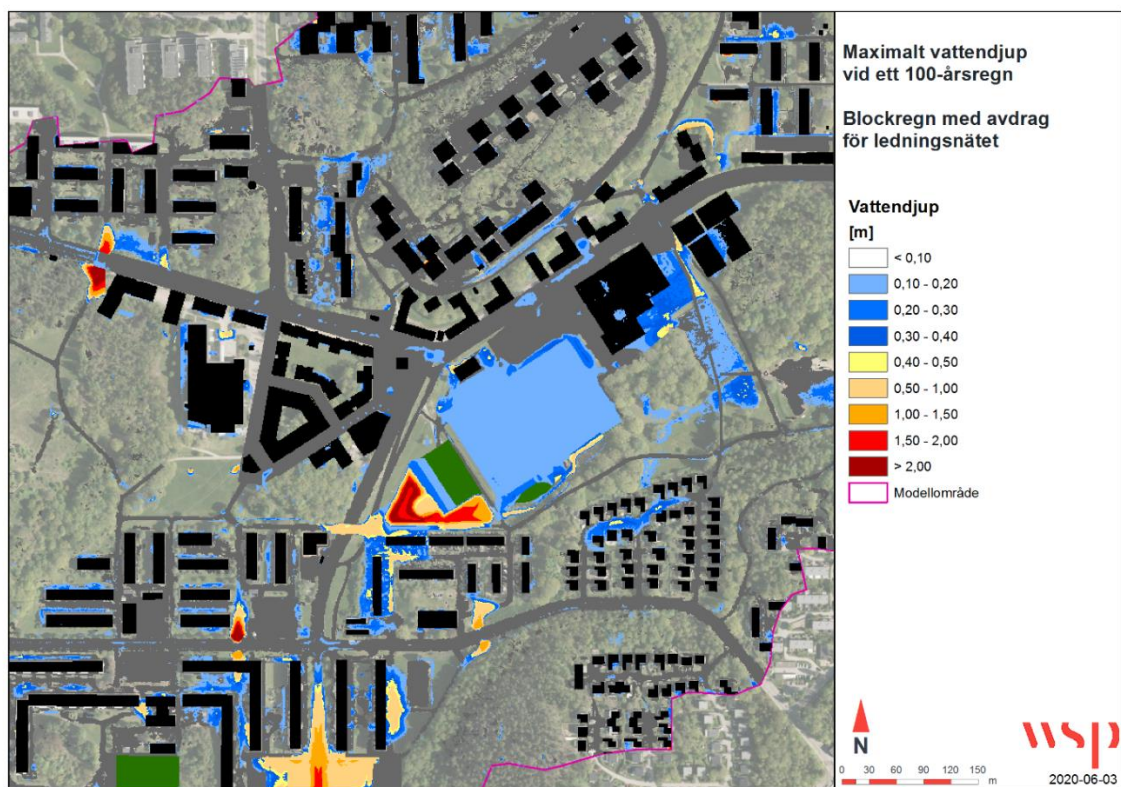 Maximalt vattendjup
vid ett 100-årsregn
Blockregn med avdrag
för ledningsnätet
Vattendjup
[m]
< 0,10
0,10 - 0,20
0,20 - 0,30
0,30 - 0,40
0,40 - 0,50
0,50 - 1,00
1,00 - 1,50
1,50 - 2,00
> 2,00
Modellområde
N
0 30 60 90 120 150
m
wsp
2020-06-03